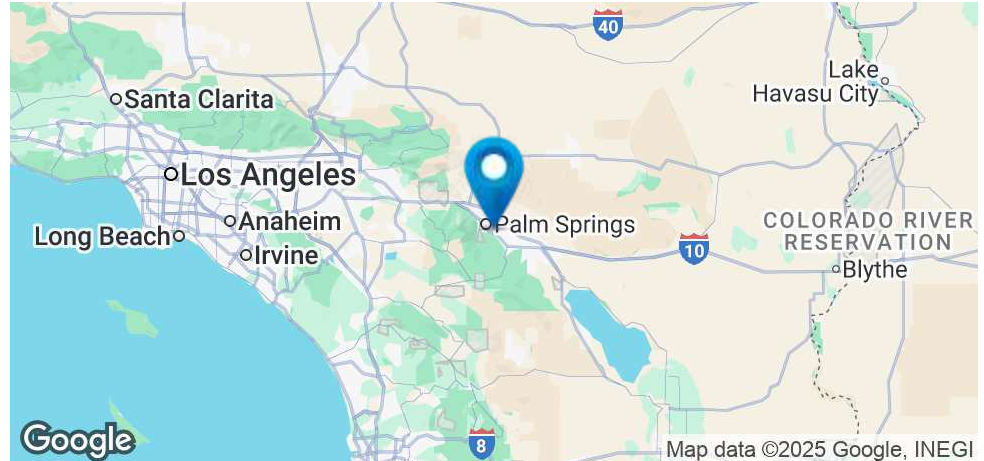 40
Lake
Havasu City
Santa Clarita
Los Angeles
Palm Springs
Anaheim
COLORADO RIVER
RESERVATION
Long Beach
10
Irvine
Blythe
8
Google
Map data ©2025 Google, INEGI